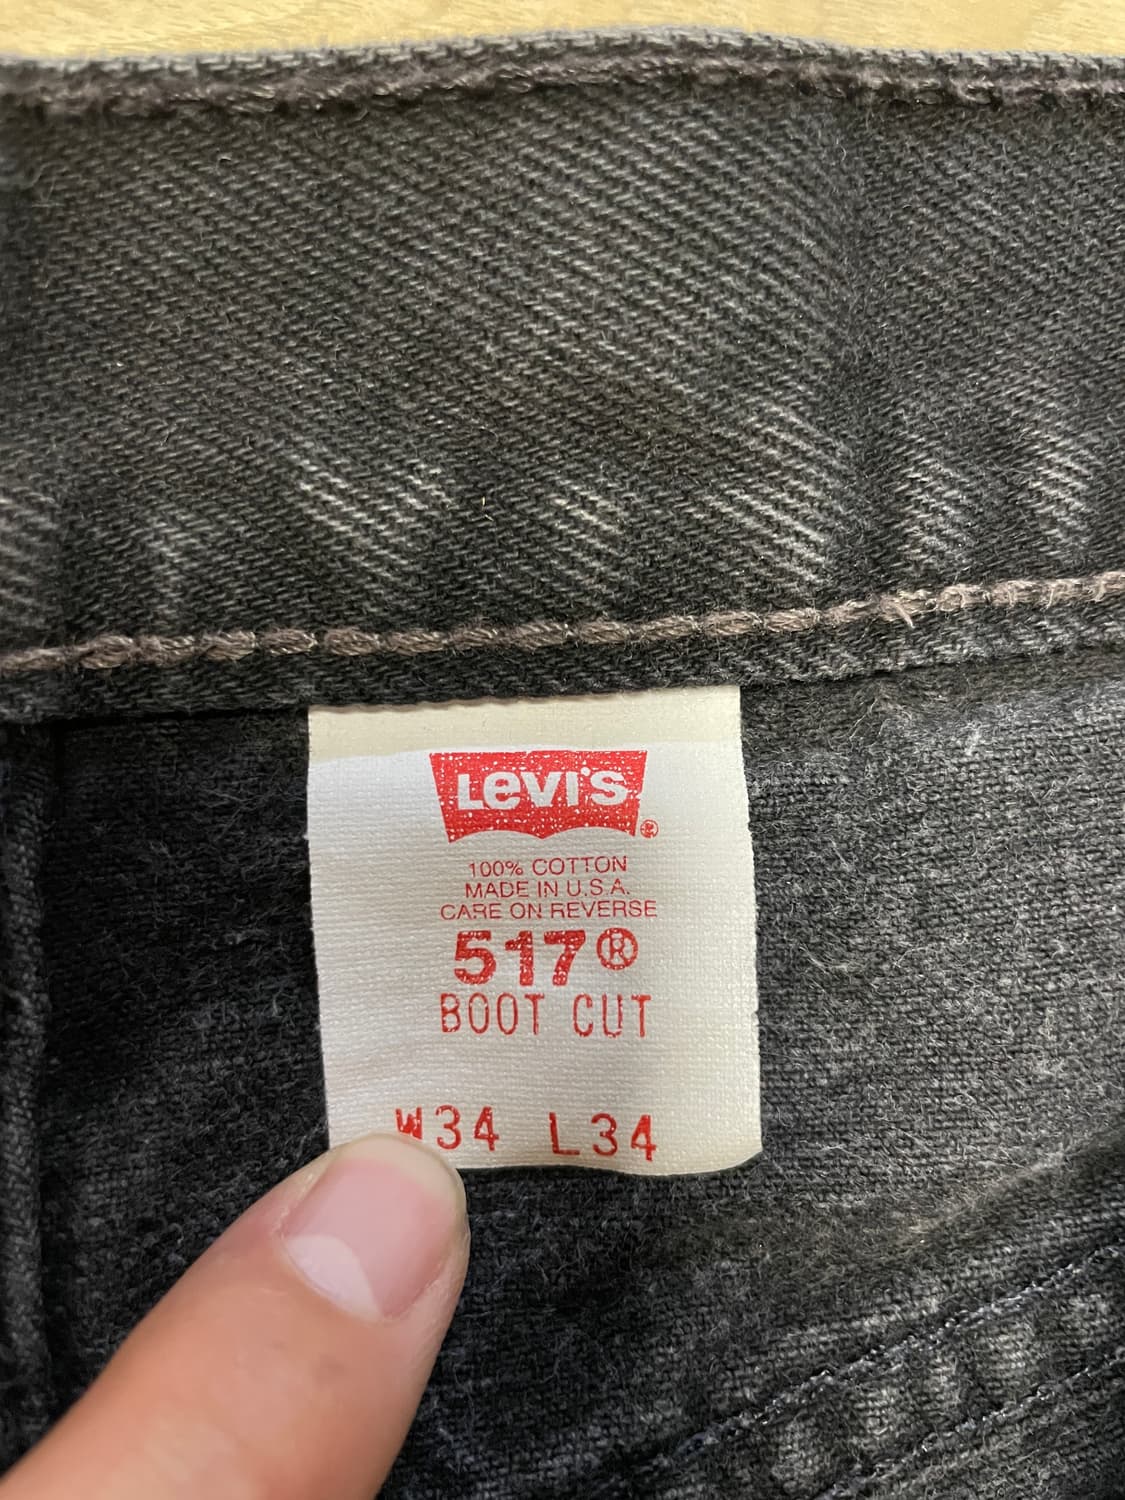 Levi's ®
100% COTTON
MADE IN U.S.A.
CARE ON REVERSE
517®
BOOT CUT
W34 L34